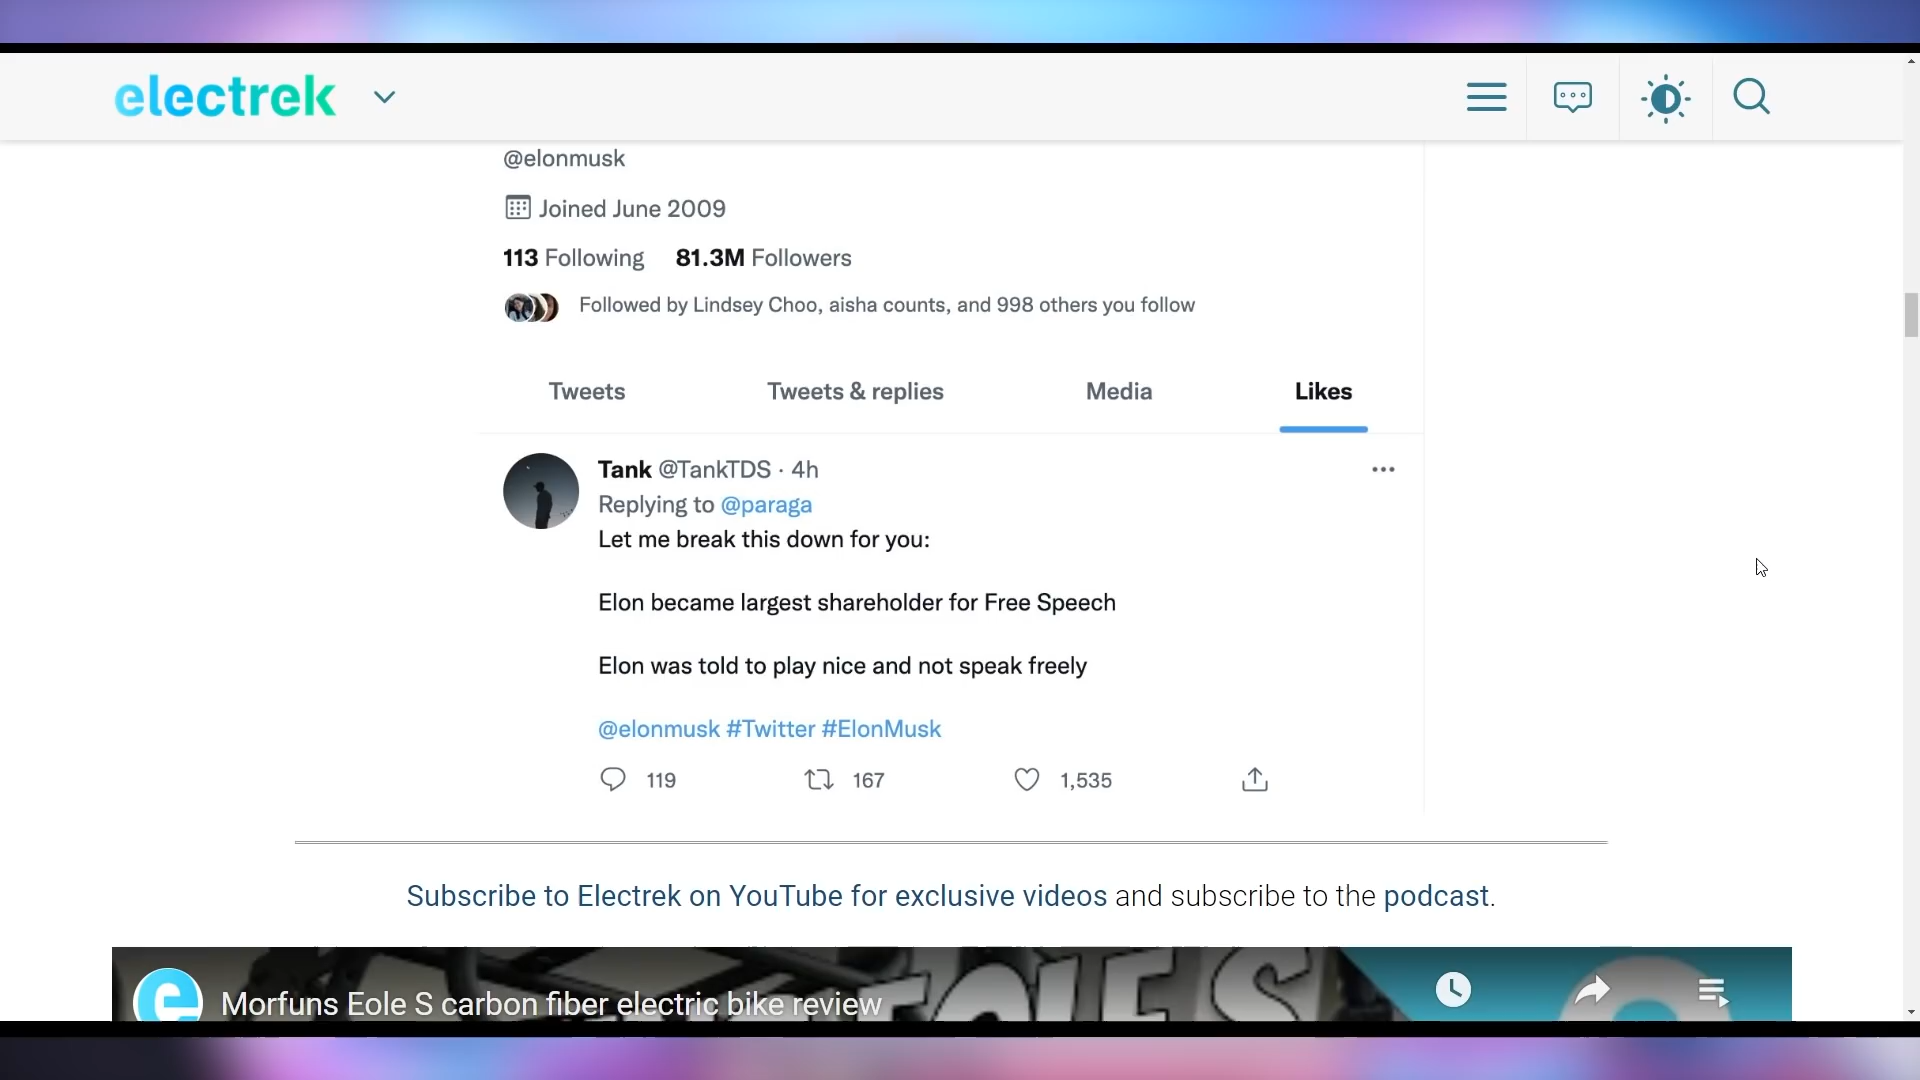 electrek
@elonmusk
Joined June 2009
113 Following 81.3M Followers
Followed by Lindsey Choo, aisha counts, and 998 others you follow
Tweets Tweets & replies Media Likes
Tank @TankTDS · 4h
Replying to @paraga
Let me break this down for you:
Elon became largest shareholder for Free Speech
Elon was told to play nice and not speak freely
@elonmusk #Twitter #ElonMusk
119 167 1,535
Subscribe to Electrek on YouTube for exclusive videos and subscribe to the podcast.
e Morfuns Eole S carbon fiber electric bike review
EOLE S